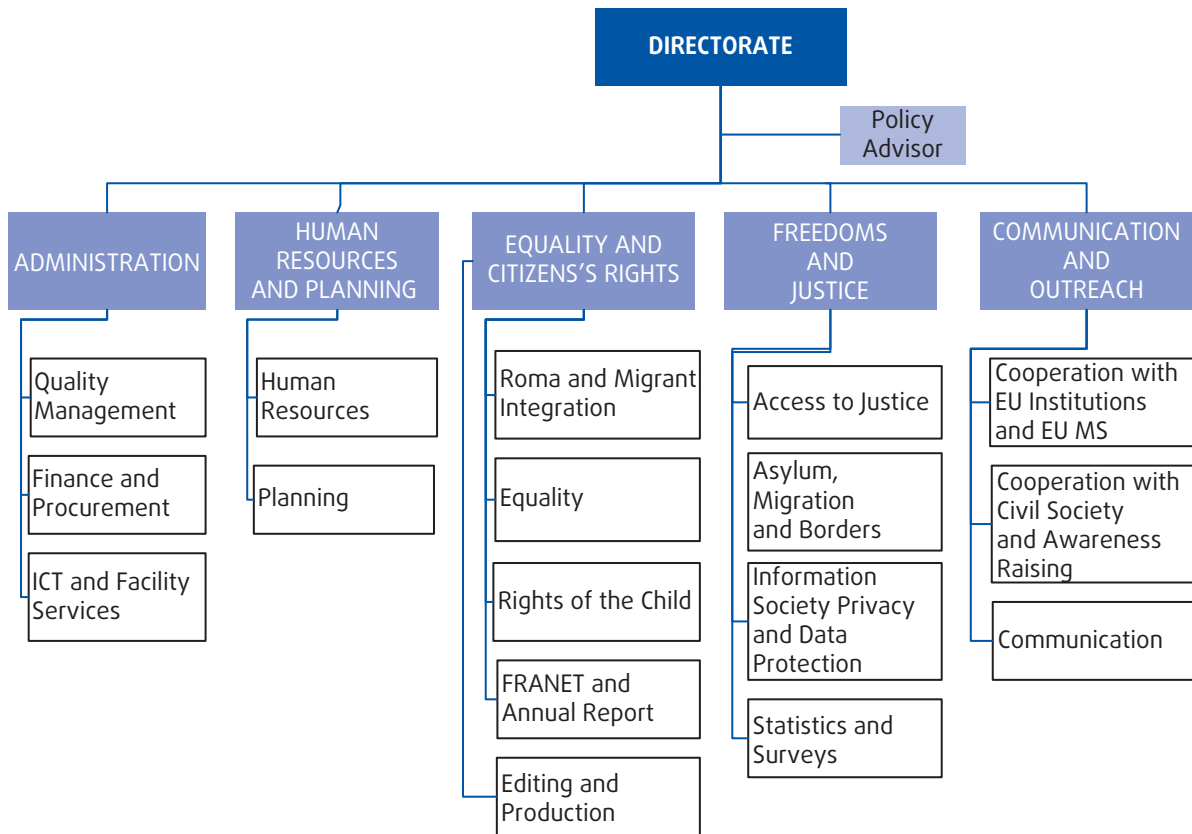 DIRECTORATE
Policy
Advisor
ADMINISTRATION
HUMAN
RESOURCES
AND PLANNING
EQUALITY AND
CITIZENS’S RIGHTS
FREEDOMS
AND
JUSTICE
COMMUNICATION
AND
OUTREACH
Quality
Management
Finance and
Procurement
ICT and Facility
Services
Human
Resources
Planning
Roma and Migrant
Integration
Equality
Rights of the Child
FRANET and
Annual Report
Editing and
Production
Access to Justice
Asylum,
Migration
and Borders
Information
Society Privacy
and Data
Protection
Statistics and
Surveys
Cooperation with
EU Institutions
and EU MS
Cooperation with
Civil Society
and Awareness
Raising
Communication